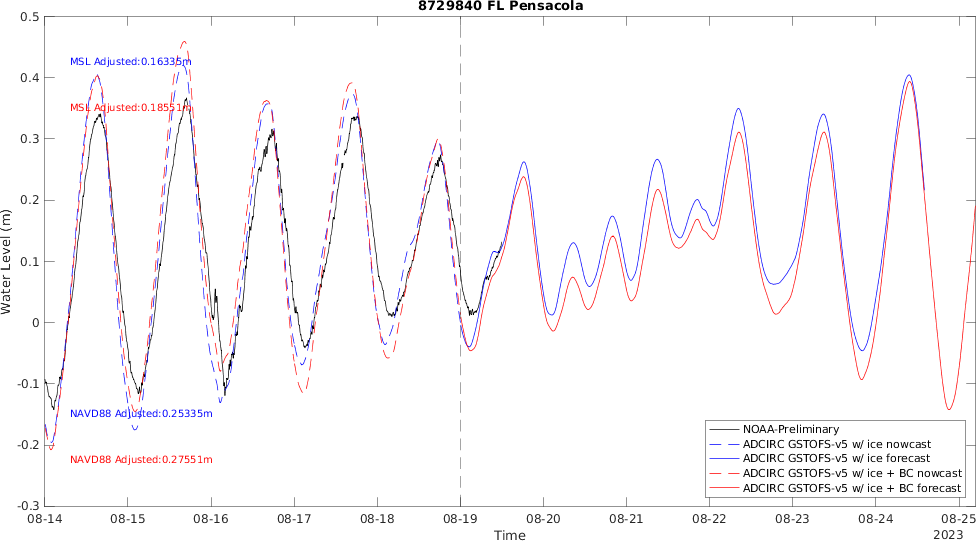 8729840 FL Pensacola
0.5
0.4
0.3
0.2
0.1
0
-0.1
-0.2
-0.3
Water Level (m)
MSL Adjusted:0.16335m
MSL Adjusted:0.18551m
NAVD88 Adjusted:0.25335m
NAVD88 Adjusted:0.27551m
NOAA-Preliminary
ADCIRC GSTOFS-v5 w/ ice nowcast
ADCIRC GSTOFS-v5 w/ ice forecast
ADCIRC GSTOFS-v5 w/ ice + BC nowcast
ADCIRC GSTOFS-v5 w/ ice + BC forecast
08-14 08-15 08-16 08-17 08-18 08-19 08-20 08-21 08-22 08-23 08-24 08-25
Time
2023